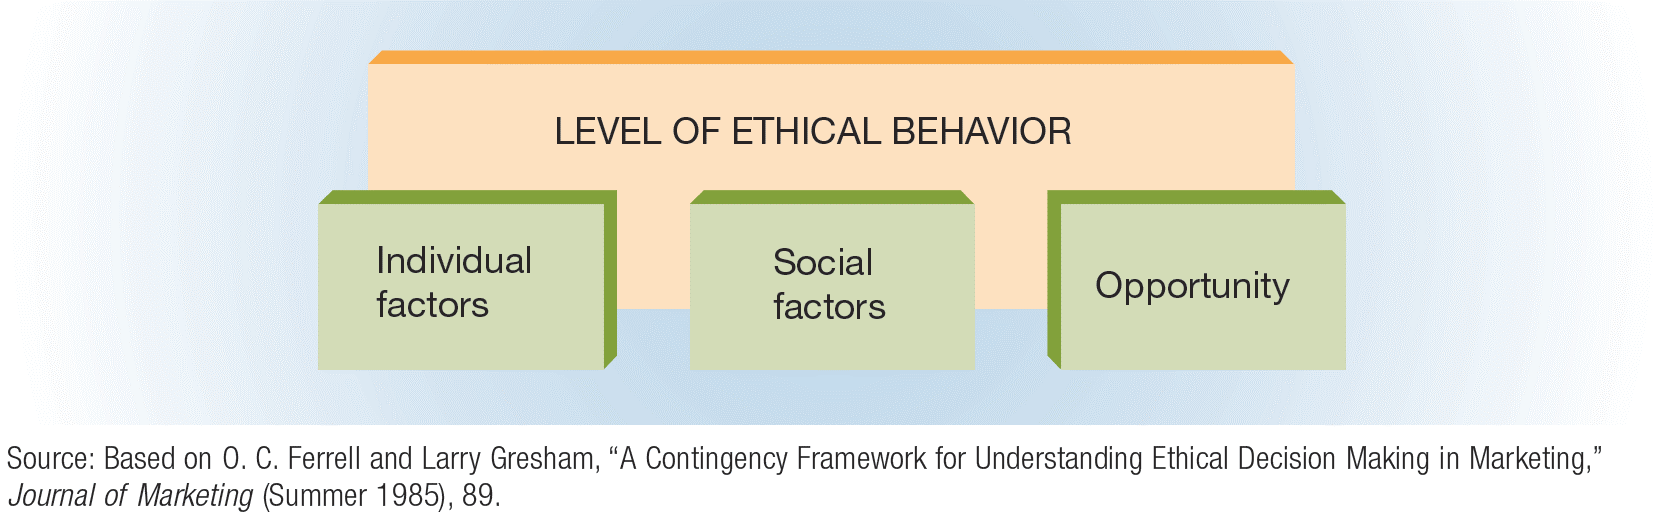 LEVEL OF ETHICAL BEHAVIOR
Individual
factors
Social
factors
Opportunity
Source: Based on O. C. Ferrell and Larry Gresham, “A Contingency Framework for Understanding Ethical Decision Making in Marketing,”
Journal of Marketing (Summer 1985), 89.